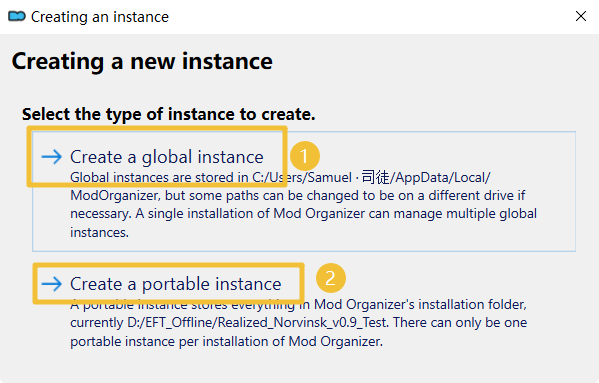 Creating an instance
Creating a new instance
Select the type of instance to create.
Create a global instance
1
Global instances are stored in C:/Users/Samuel · 司徒/AppData/Local/
ModOrganizer, but some paths can be changed to be on a different drive if
necessary. A single installation of Mod Organizer can manage multiple global
instances.
Create a portable instance
2
A portable instance stores everything in Mod Organizer's installation folder,
currently D:/EFT_Offline/Realized_Norvinsk_v0.9_Test. There can only be one
portable instance per installation of Mod Organizer.